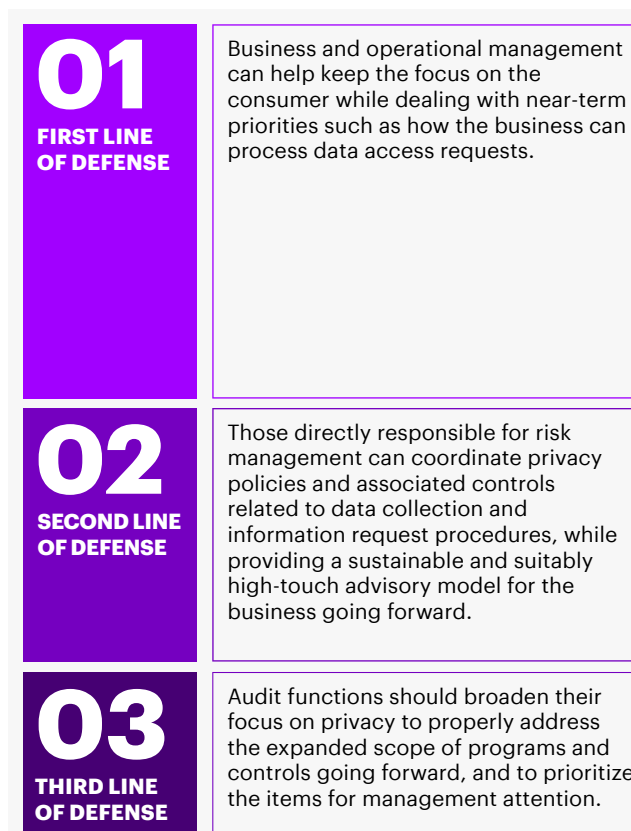 01
FIRST LINE
OF DEFENSE
Business and operational management
can help keep the focus on the
consumer while dealing with near-term
priorities such as how the business can
process data access requests.
02
SECOND LINE
OF DEFENSE
Those directly responsible for risk
management can coordinate privacy
policies and associated controls
related to data collection and
information request procedures, while
providing a sustainable and suitably
high-touch advisory model for the
business going forward.
03
THIRD LINE
OF DEFENSE
Audit functions should broaden their
focus on privacy to properly address
the expanded scope of programs and
controls going forward, and to prioritize
the items for management attention.